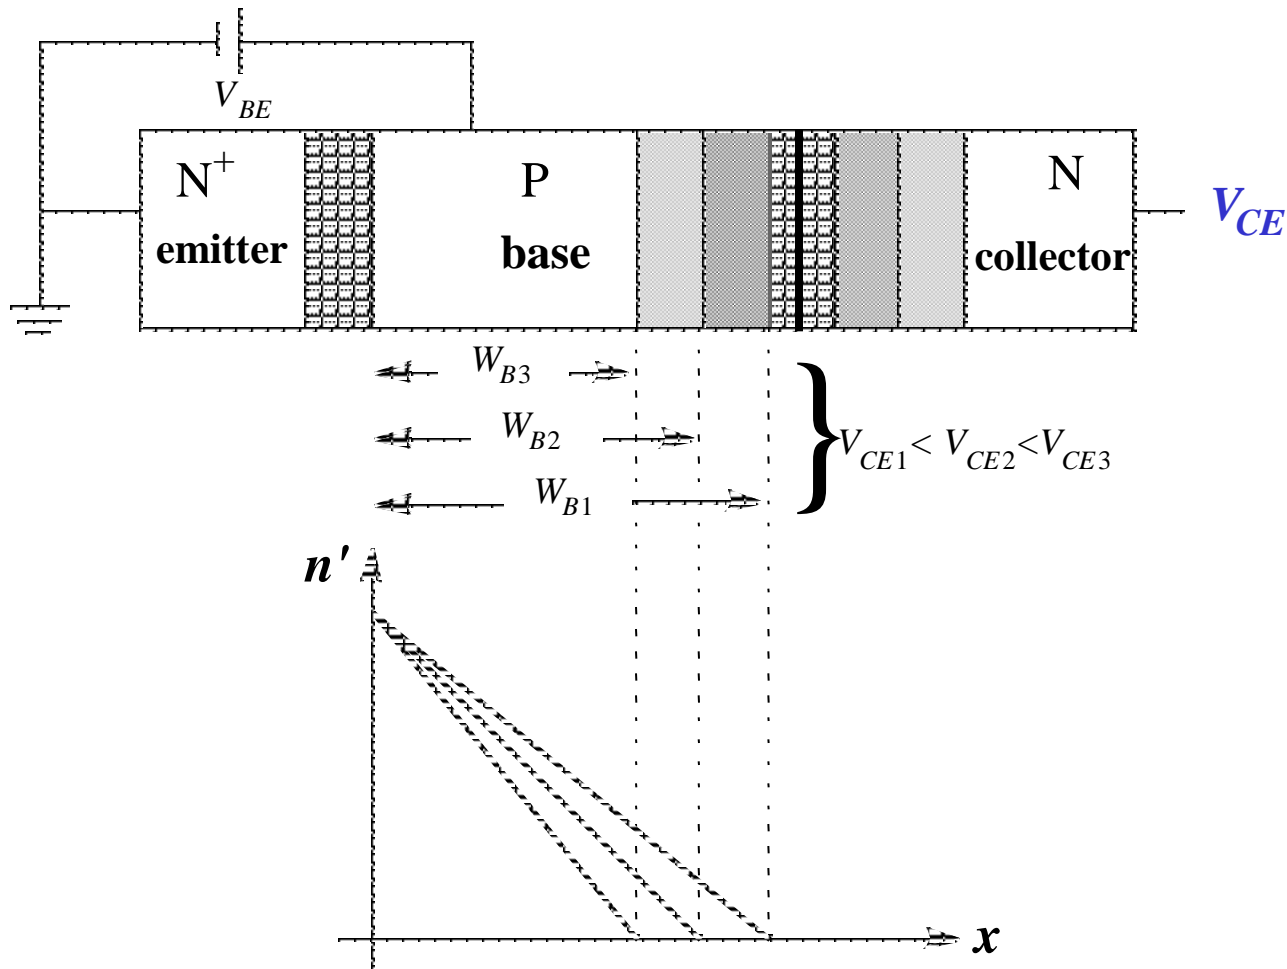 V_BE
N⁺ P N
emitter base collector
V_CE
W_B3
W_B2
W_B1
V_CE1 < V_CE2 < V_CE3
n′
x